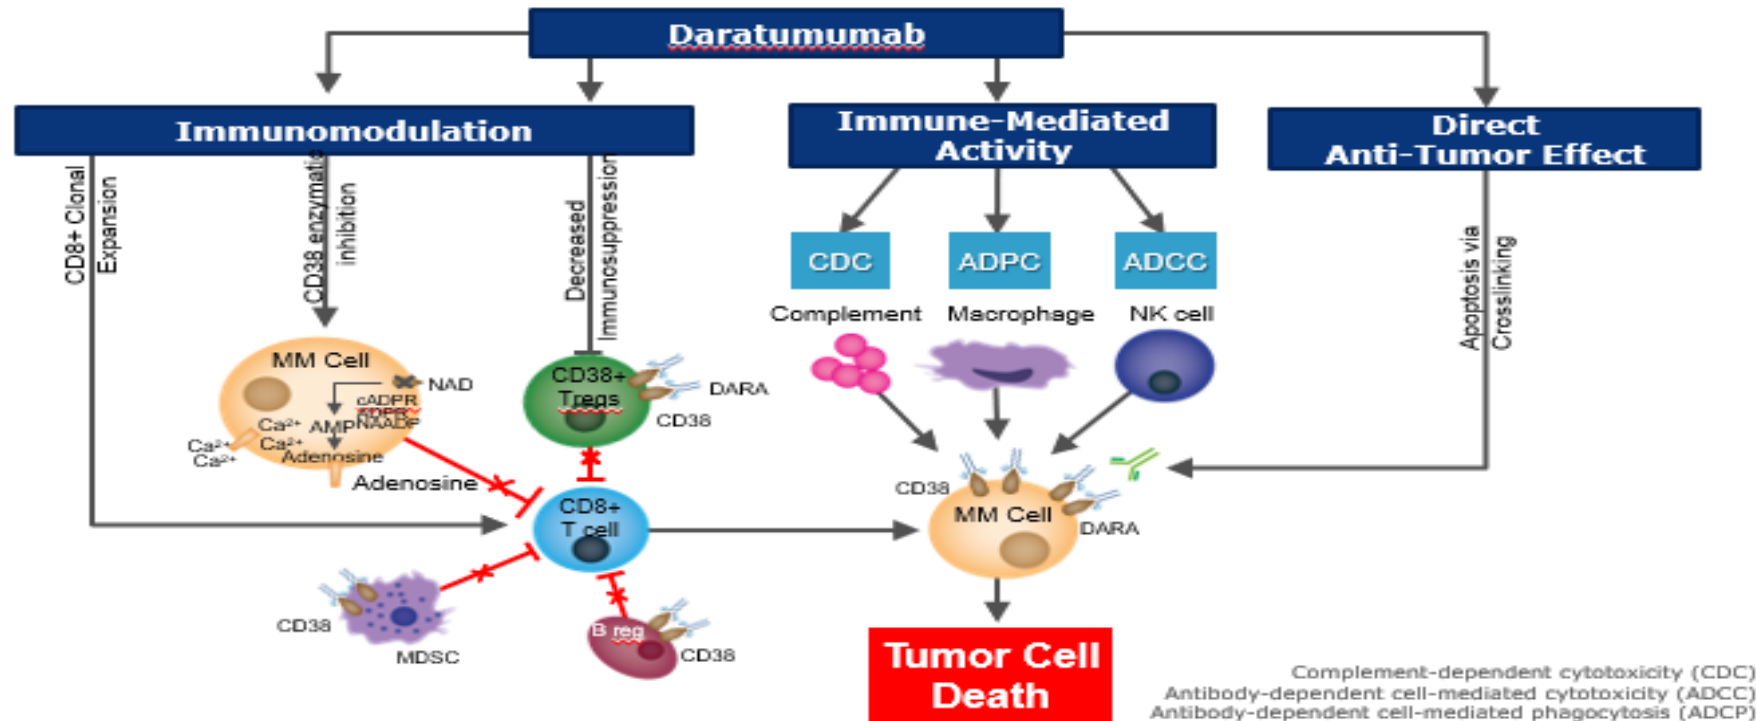 Daratumumab
Immunomodulation
Immune-Mediated
Activity
Direct
Anti-Tumor Effect
CD8+ Clonal
Expansion
CD38 enzymatic
inhibition
Decreased
Immunosuppression
CDC
ADPC
ADCC
Apoptosis via
Crosslinking
Complement
Macrophage
NK cell
MM Cell
NAD
cADPR
ADPR
NAADP
AMP
Ca²⁺
Ca²⁺
Ca²⁺
Ca²⁺
Adenosine
Adenosine
CD38+
Tregs
DARA
CD38
CD8+
T cell
CD38
MM Cell
DARA
CD38
MDSC
B reg
CD38
Tumor Cell
Death
Complement-dependent cytotoxicity (CDC)
Antibody-dependent cell-mediated cytotoxicity (ADCC)
Antibody-dependent cell-mediated phagocytosis (ADCP)